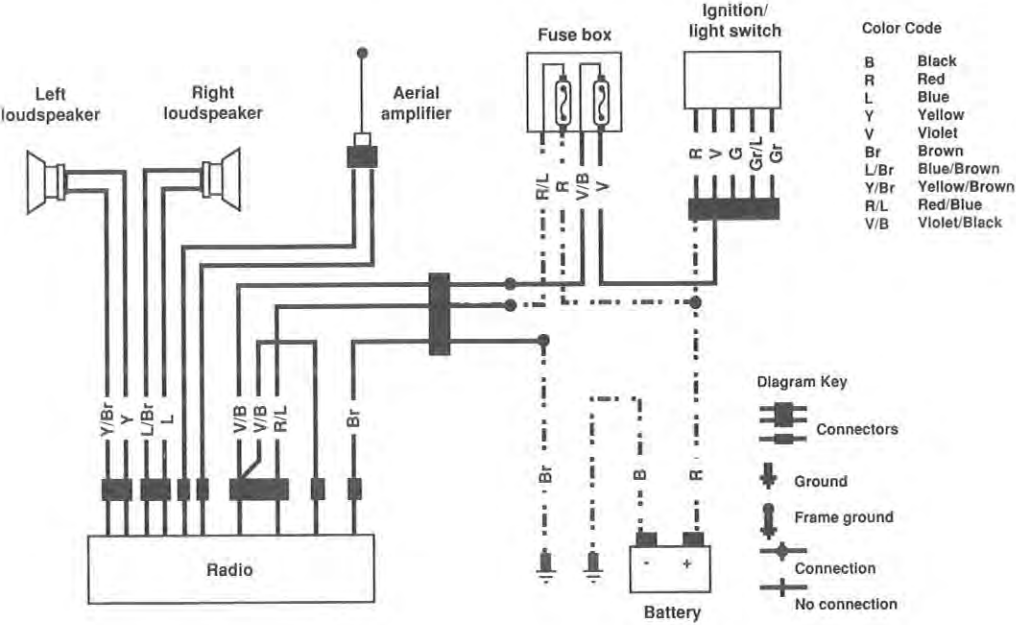 Ignition/
light switch
Fuse box
Color Code
B Black
R Red
L Blue
Y Yellow
V Violet
Br Brown
L/Br Blue/Brown
Y/Br Yellow/Brown
R/L Red/Blue
V/B Violet/Black
Left
loudspeaker
Right
loudspeaker
Aerial
amplifier
R/L R V/B V
R V G Gr/L Gr
Y/Br Y L/Br L V/B V/B R/L Br
Br B R
Diagram Key
Connectors
Ground
Frame ground
Connection
No connection
Radio
- +
Battery